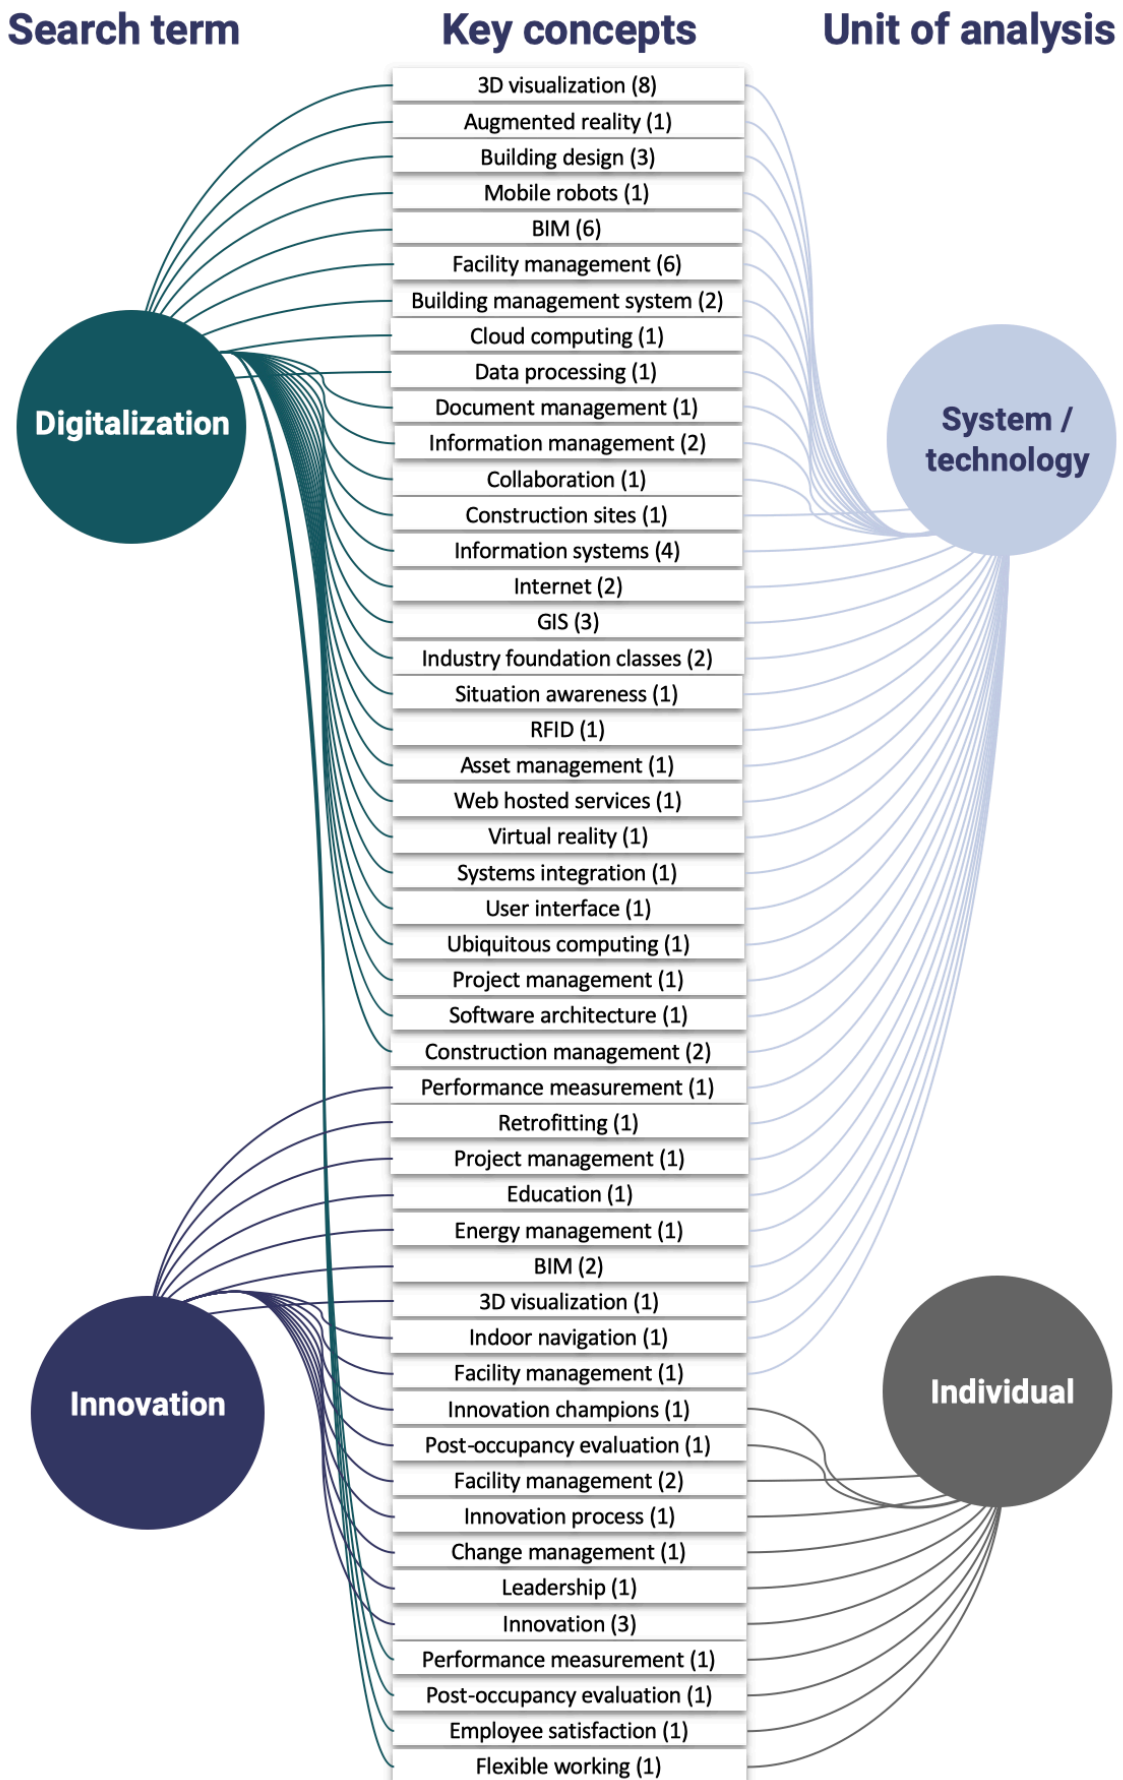 Search term
Key concepts
Unit of analysis
3D visualization (8)
Augmented reality (1)
Building design (3)
Mobile robots (1)
BIM (6)
Facility management (6)
Building management system (2)
Cloud computing (1)
Data processing (1)
Document management (1)
Information management (2)
Collaboration (1)
Construction sites (1)
Information systems (4)
Internet (2)
GIS (3)
Industry foundation classes (2)
Situation awareness (1)
RFID (1)
Asset management (1)
Web hosted services (1)
Virtual reality (1)
Systems integration (1)
User interface (1)
Ubiquitous computing (1)
Project management (1)
Software architecture (1)
Construction management (2)
Performance measurement (1)
Retrofitting (1)
Project management (1)
Education (1)
Energy management (1)
BIM (2)
3D visualization (1)
Indoor navigation (1)
Facility management (1)
Innovation champions (1)
Post-occupancy evaluation (1)
Facility management (2)
Innovation process (1)
Change management (1)
Leadership (1)
Innovation (3)
Performance measurement (1)
Post-occupancy evaluation (1)
Employee satisfaction (1)
Flexible working (1)
Digitalization
Innovation
System /
technology
Individual